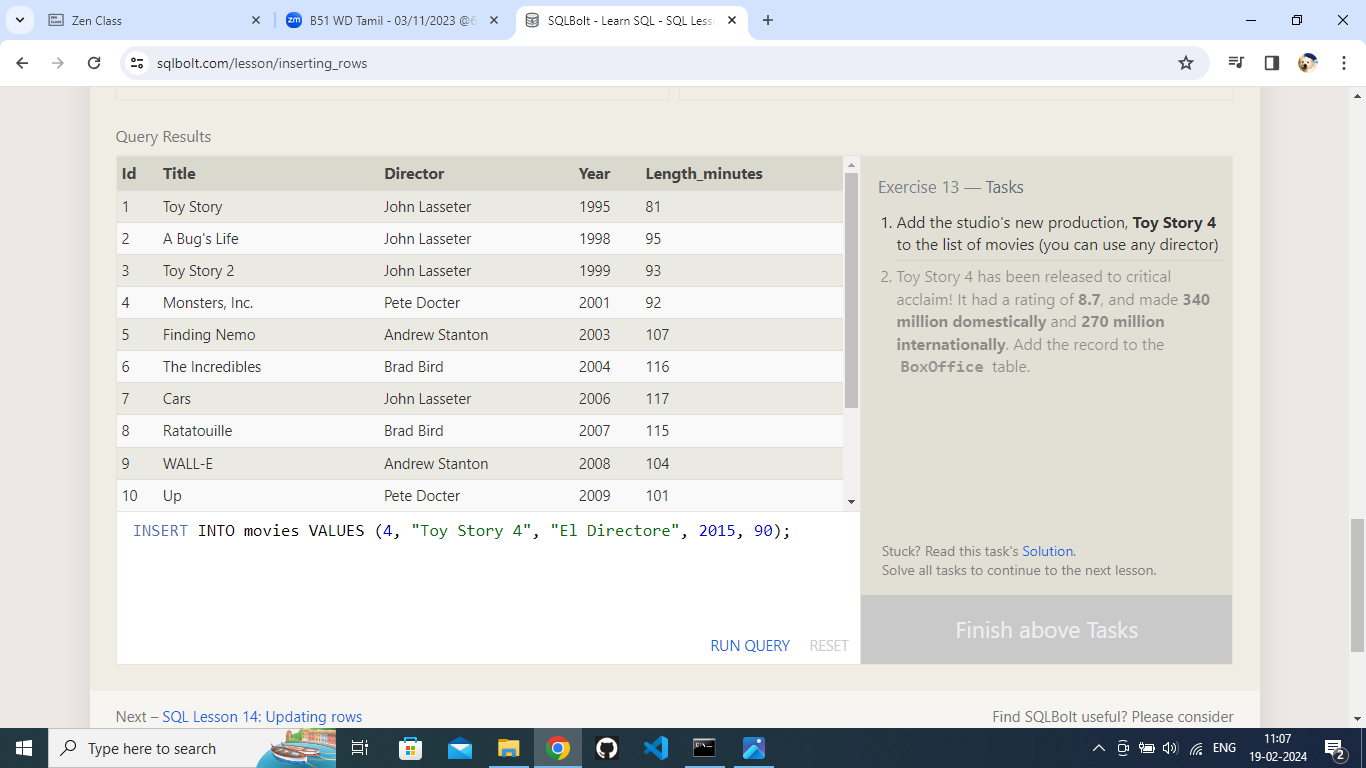 Zen Class
B51 WD Tamil - 03/11/2023 @6
SQLBolt - Learn SQL - SQL Less
sqlbolt.com/lesson/inserting_rows
Query Results
Id Title Director Year Length_minutes
1 Toy Story John Lasseter 1995 81
2 A Bug's Life John Lasseter 1998 95
3 Toy Story 2 John Lasseter 1999 93
4 Monsters, Inc. Pete Docter 2001 92
5 Finding Nemo Andrew Stanton 2003 107
6 The Incredibles Brad Bird 2004 116
7 Cars John Lasseter 2006 117
8 Ratatouille Brad Bird 2007 115
9 WALL-E Andrew Stanton 2008 104
10 Up Pete Docter 2009 101
INSERT INTO movies VALUES (4, "Toy Story 4", "El Directore", 2015, 90);
RUN QUERY RESET
Exercise 13 — Tasks
1. Add the studio's new production, Toy Story 4
to the list of movies (you can use any director)
2. Toy Story 4 has been released to critical
acclaim! It had a rating of 8.7, and made 340
million domestically and 270 million
internationally. Add the record to the
BoxOffice table.
Stuck? Read this task's Solution.
Solve all tasks to continue to the next lesson.
Finish above Tasks
Next – SQL Lesson 14: Updating rows
Find SQLBolt useful? Please consider
Type here to search
ENG
11:07
19-02-2024
2